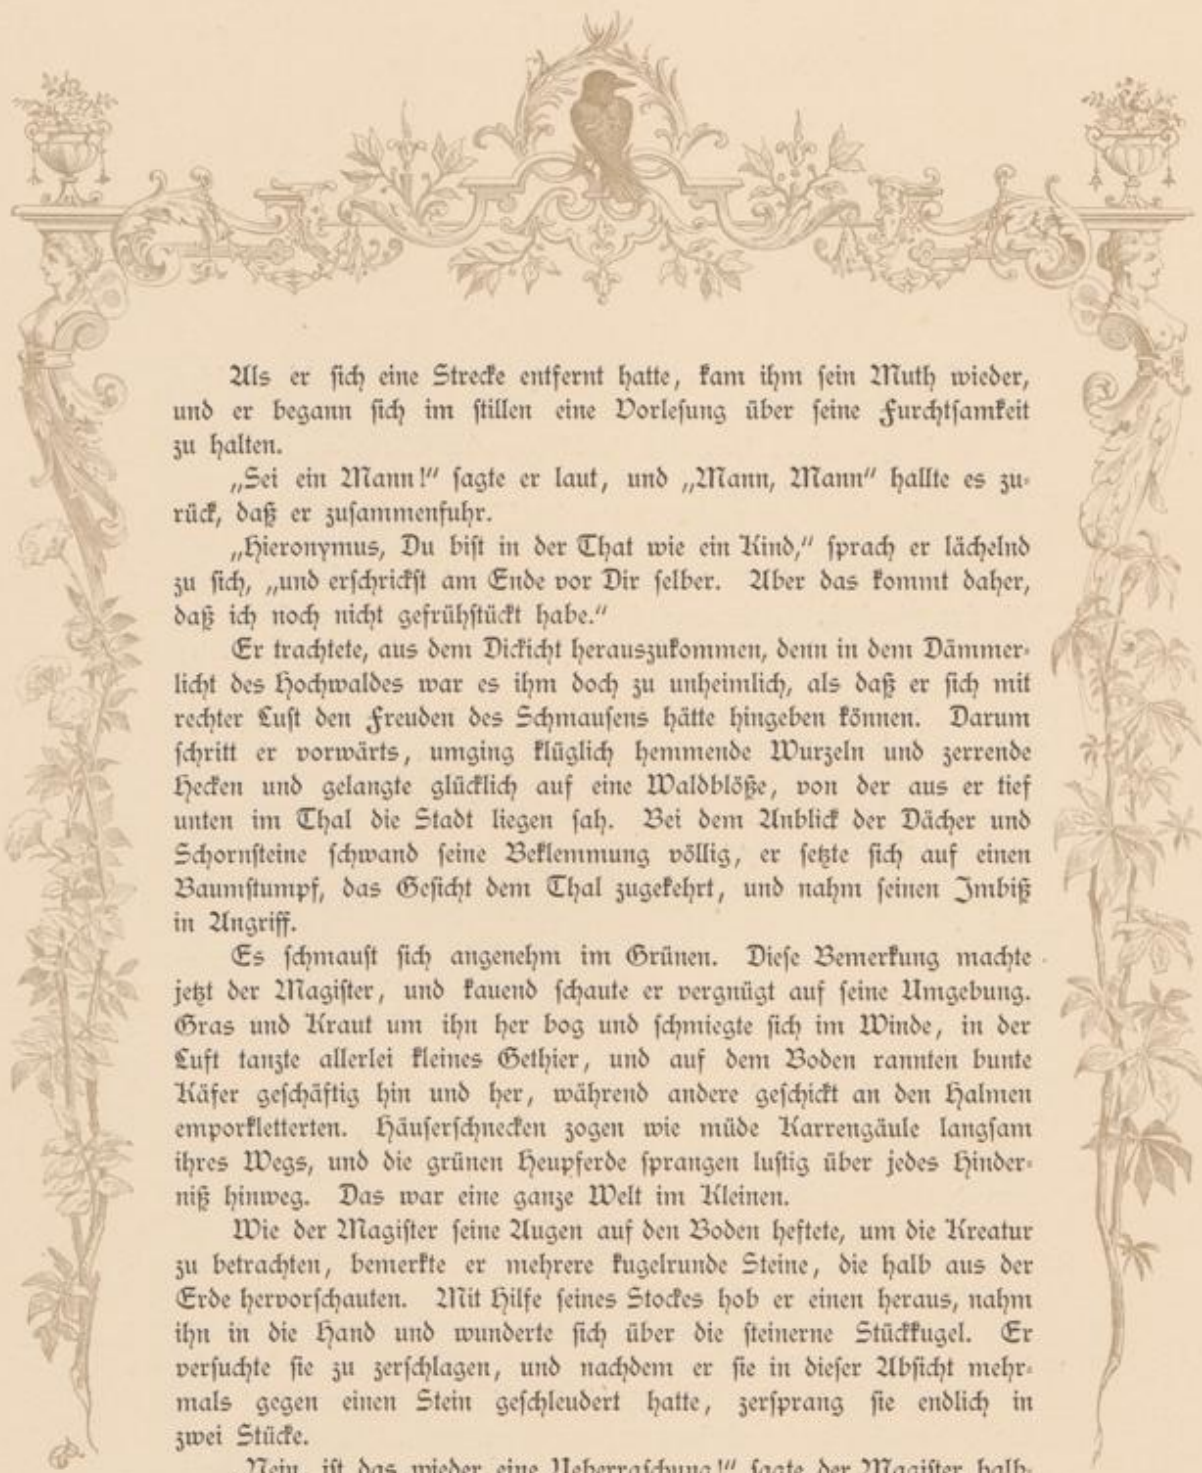 Als er sich eine Strecke entfernt hatte, kam ihm sein Muth wieder,
und er begann sich im stillen eine Vorlesung über seine Furchtsamkeit
zu halten.
„Sei ein Mann!“ sagte er laut, und „Mann, Mann“ hallte es zu-
rück, daß er zusammenfuhr.
„Hieronymus, Du bist in der That wie ein Kind,“ sprach er lächelnd
zu sich, „und erschrickst am Ende vor Dir selber. Aber das kommt daher,
daß ich noch nicht gefrühstückt habe.“
Er trachtete, aus dem Dickicht herauszukommen, denn in dem Dämmer-
licht des Hochwaldes war es ihm doch zu unheimlich, als daß er sich mit
rechter Lust den Freuden des Schmausens hätte hingeben können. Darum
schritt er vorwärts, umging klüglich hemmende Wurzeln und zerrende
Hecken und gelangte glücklich auf eine Waldblöße, von der aus er tief
unten im Thal die Stadt liegen sah. Bei dem Anblick der Dächer und
Schornsteine schwand seine Beklemmung völlig, er setzte sich auf einen
Baumstumpf, das Gesicht dem Thal zugekehrt, und nahm seinen Imbiß
in Angriff.
Es schmaust sich angenehm im Grünen. Diese Bemerkung machte
jetzt der Magister, und kauend schaute er vergnügt auf seine Umgebung.
Gras und Kraut um ihn her bog und schmiegte sich im Winde, in der
Luft tanzte allerlei kleines Gethier, und auf dem Boden rannten bunte
Käfer geschäftig hin und her, während andere geschickt an den Halmen
emporkletterten. Häuserschnecken zogen wie müde Karrengäule langsam
ihres Wegs, und die grünen Heupferde sprangen lustig über jedes Hinder-
niß hinweg. Das war eine ganze Welt im Kleinen.
Wie der Magister seine Augen auf den Boden heftete, um die Kreatur
zu betrachten, bemerkte er mehrere kugelrunde Steine, die halb aus der
Erde hervorschauten. Mit Hilfe seines Stockes hob er einen heraus, nahm
ihn in die Hand und wunderte sich über die steinerne Stückkugel. Er
versuchte sie zu zerschlagen, und nachdem er sie in dieser Absicht mehr-
mals gegen einen Stein geschleudert hatte, zersprang sie endlich in
zwei Stücke.
Nein, ist das wieder eine Ueberraschung!“ sagte der Magister halb-